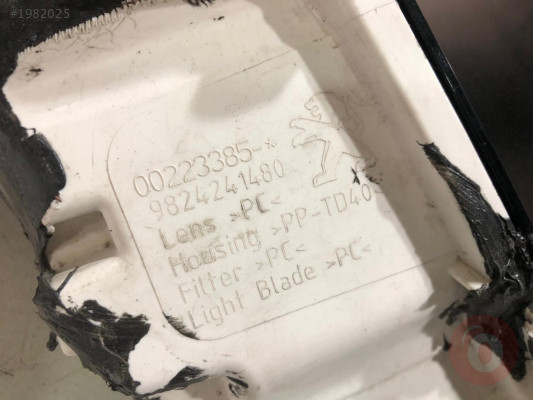 #1982025
00223385-*
9824241480
Lens >PC<
Housing >PP-TD40<
Filter >PC<
Light Blade >PC<